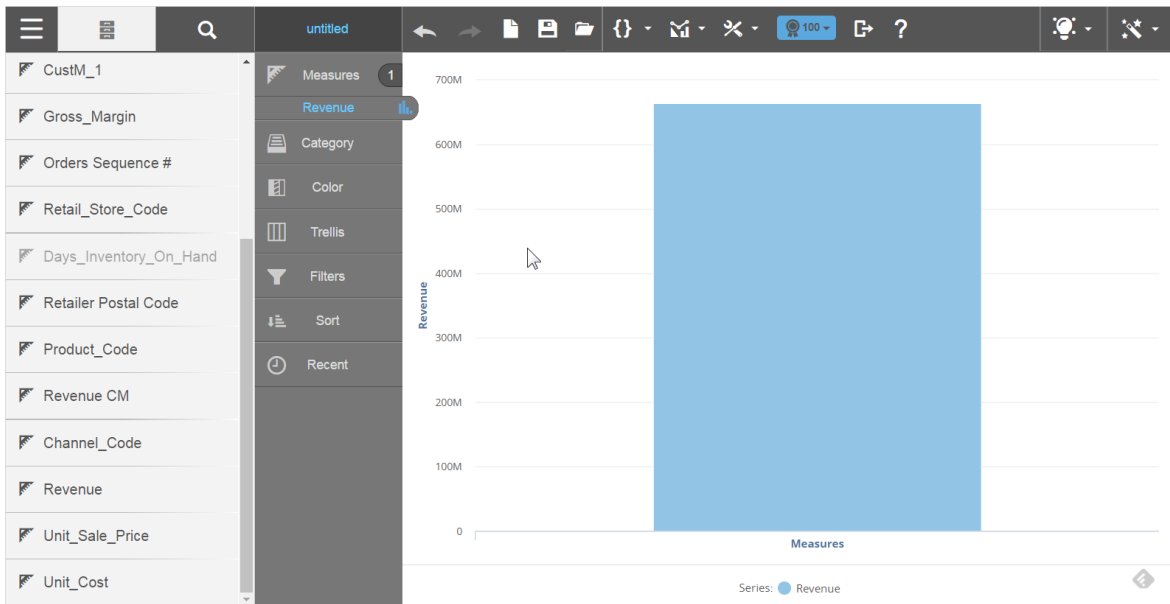 untitled
{}
100
?
CustM_1
Gross_Margin
Orders Sequence #
Retail_Store_Code
Days_Inventory_On_Hand
Retailer Postal Code
Product_Code
Revenue CM
Channel_Code
Revenue
Unit_Sale_Price
Unit_Cost
Measures 1
Revenue
Category
Color
Trellis
Filters
Sort
Recent
700M
600M
500M
400M
300M
200M
100M
0
Revenue
Measures
Series: Revenue